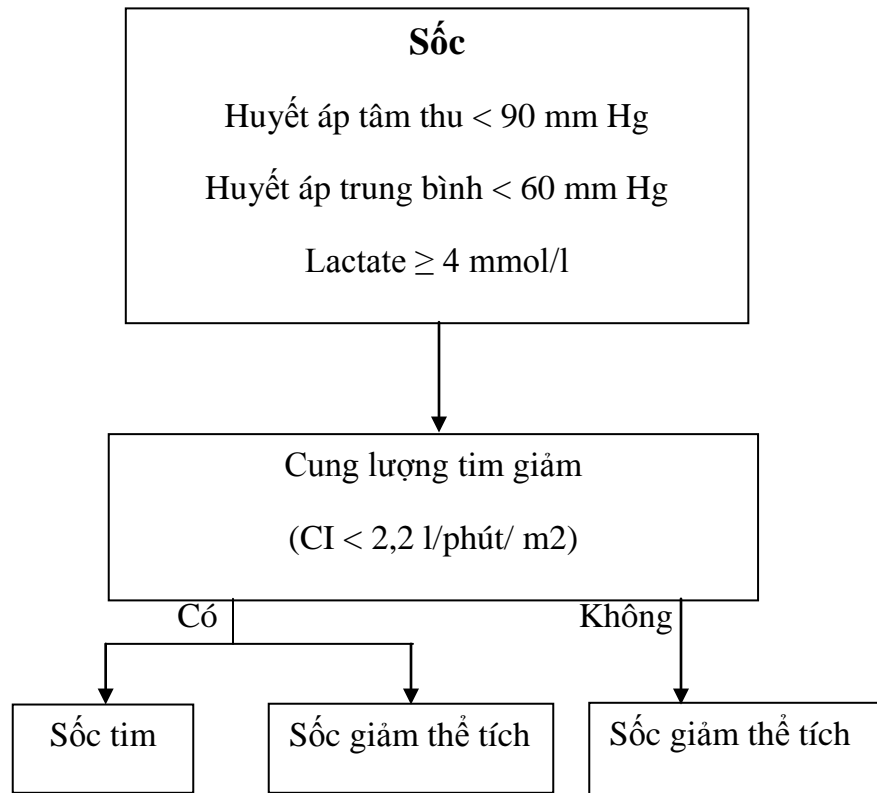 Sốc
Huyết áp tâm thu < 90 mm Hg
Huyết áp trung bình < 60 mm Hg
Lactate ≥ 4 mmol/l
Cung lượng tim giảm
(CI < 2,2 l/phút/ m2)
Có
Không
Sốc tim
Sốc giảm thể tích
Sốc giảm thể tích